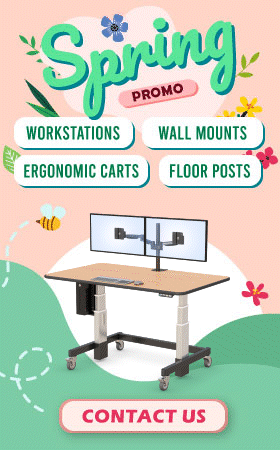 Spring
PROMO
WORKSTATIONS
WALL MOUNTS
ERGONOMIC CARTS
FLOOR POSTS
CONTACT US